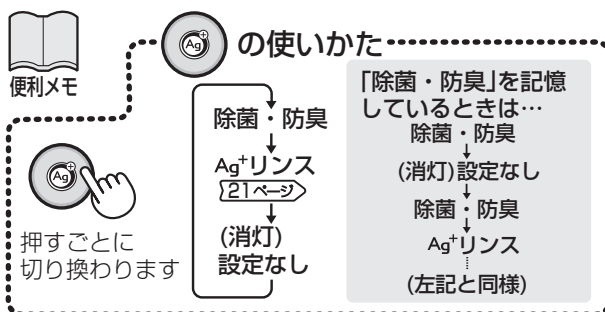 便利メモ
Ag⁺ の使いかた
Ag⁺
押すごとに
切り換わります
除菌・防臭
Ag⁺リンス
21ページ
(消灯)
設定なし
「除菌・防臭」を記憶
しているときは…
除菌・防臭
(消灯)設定なし
除菌・防臭
Ag⁺リンス
(左記と同様)